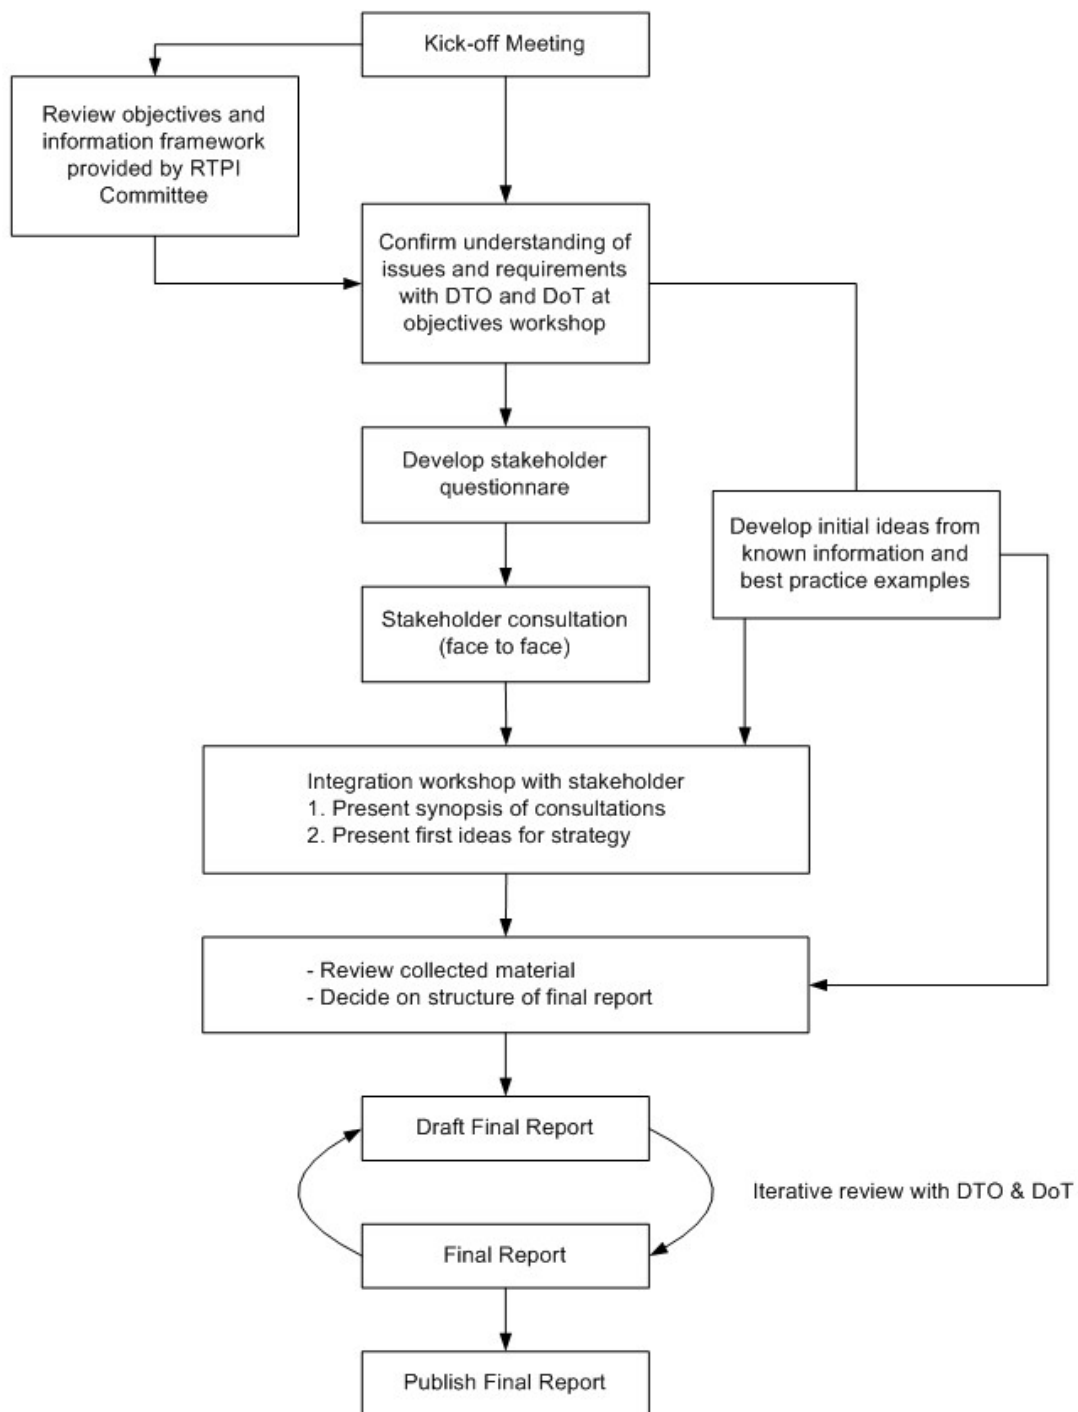 Kick-off Meeting
Review objectives and
information framework
provided by RTPI
Committee
Confirm understanding of
issues and requirements
with DTO and DoT at
objectives workshop
Develop stakeholder
questionnare
Develop initial ideas from
known information and
best practice examples
Stakeholder consultation
(face to face)
Integration workshop with stakeholder
1. Present synopsis of consultations
2. Present first ideas for strategy
- Review collected material
- Decide on structure of final report
Draft Final Report
Iterative review with DTO & DoT
Final Report
Publish Final Report